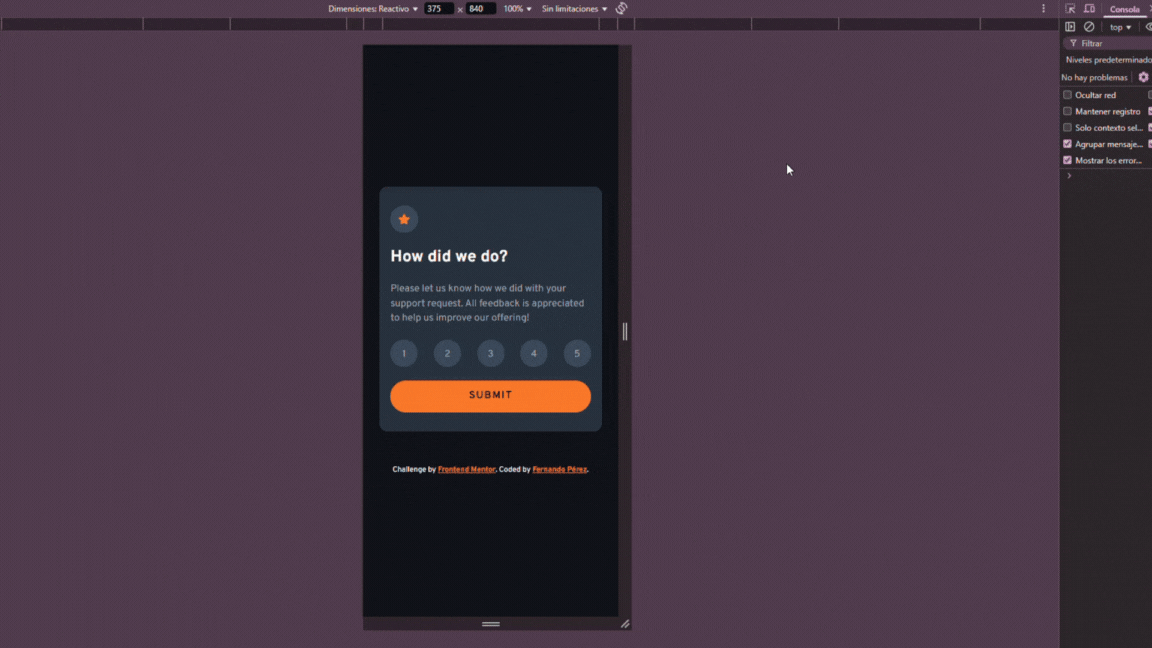 Dimensiones: Reactivo ▼ 375 × 840 100% ▼ Sin limitaciones ▼
Consola
top ▼
Filtrar
Niveles predeterminado
No hay problemas
Ocultar red
Mantener registro
Solo contexto sel...
Agrupar mensaje...
Mostrar los error...
How did we do?
Please let us know how we did with your
support request. All feedback is appreciated
to help us improve our offering!
1 2 3 4 5
SUBMIT
Challenge by Frontend Mentor. Coded by Fernando Pérez.